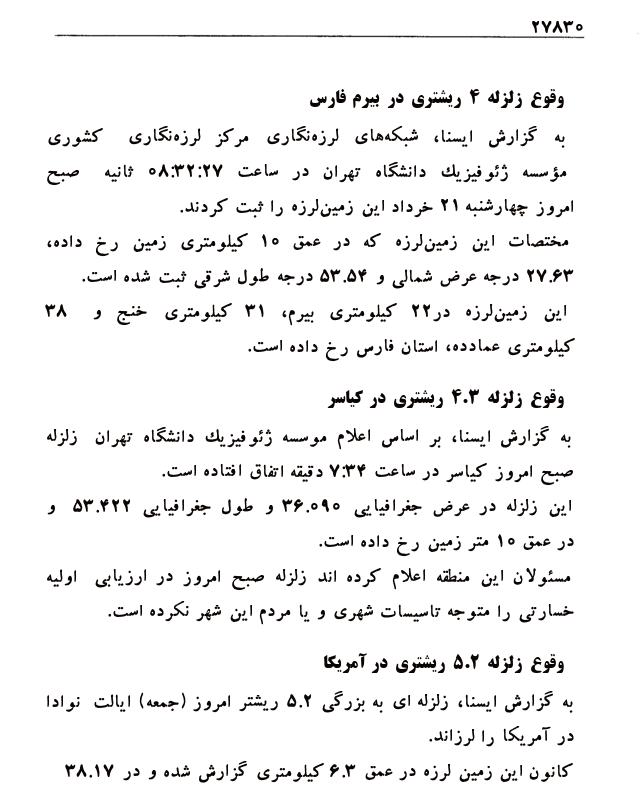 ۲۷۸۳۰
وقوع زلزله ۴ ریشتری در بیرم فارس
به گزارش ایسنا، شبکه‌های لرزه‌نگاری مرکز لرزه‌نگاری کشوری
مؤسسه ژئوفیزیك دانشگاه تهران در ساعت ۰۸:۳۲:۲۷ ثانیه صبح
امروز چهارشنبه ۲۱ خرداد این زمین‌لرزه را ثبت کردند.
مختصات این زمین‌لرزه که در عمق ۱۰ کیلومتری زمین رخ داده،
۲۷.۶۳ درجه عرض شمالی و ۵۳.۵۴ درجه طول شرقی ثبت شده است.
این زمین‌لرزه در۲۲ کیلومتری بیرم، ۳۱ کیلومتری خنج و ۳۸
کیلومتری عمادده، استان فارس رخ داده است.
وقوع زلزله ۴.۳ ریشتری در کیاسر
به گزارش ایسنا، بر اساس اعلام موسسه ژئوفیزیك دانشگاه تهران زلزله
صبح امروز کیاسر در ساعت ۷:۳۴ دقیقه اتفاق افتاده است.
این زلزله در عرض جغرافیایی ۳۶.۰۹۰ و طول جغرافیایی ۵۳.۴۲۲ و
در عمق ۱۰ متر زمین رخ داده است.
مسئولان این منطقه اعلام کرده اند زلزله صبح امروز در ارزیابی اولیه
خسارتی را متوجه تاسیسات شهری و یا مردم این شهر نکرده است.
وقوع زلزله ۵.۲ ریشتری در آمریکا
به گزارش ایسنا، زلزله ای به بزرگی ۵.۲ ریشتر امروز (جمعه) ایالت نوادا
در آمریکا را لرزاند.
کانون این زمین لرزه در عمق ۶.۳ کیلومتری گزارش شده و در ۳۸.۱۷